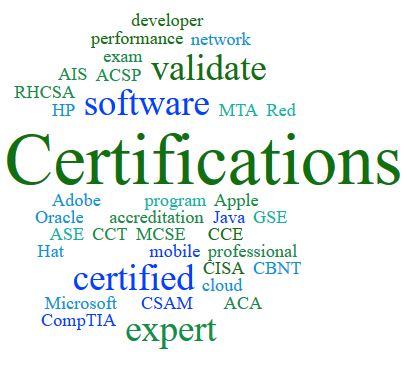 developer
performance network
exam
AIS ACSP validate
RHCSA
HP software MTA Red
Certifications
Adobe program Apple
Oracle accreditation Java GSE
ASE CCT MCSE CCE
Hat mobile professional
certified CISA CBNT
cloud
Microsoft CSAM ACA
CompTIA expert